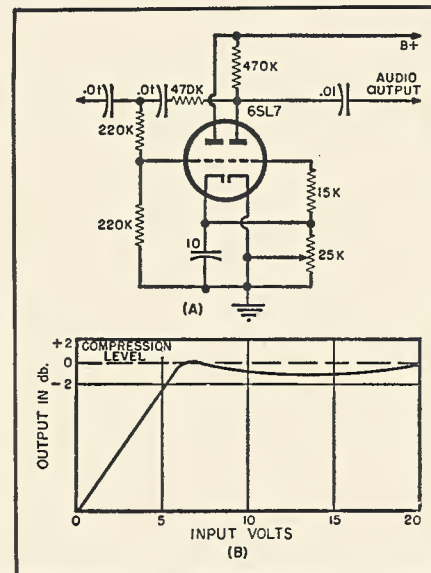 B+
.01
.01
470K
470K
AUDIO
OUTPUT
.01
6SL7
220K
220K
15K
25K
10
(A)
+2
COMPRESSION
LEVEL
0
-2
OUTPUT IN db.
0
5
10
15
20
INPUT VOLTS
(B)